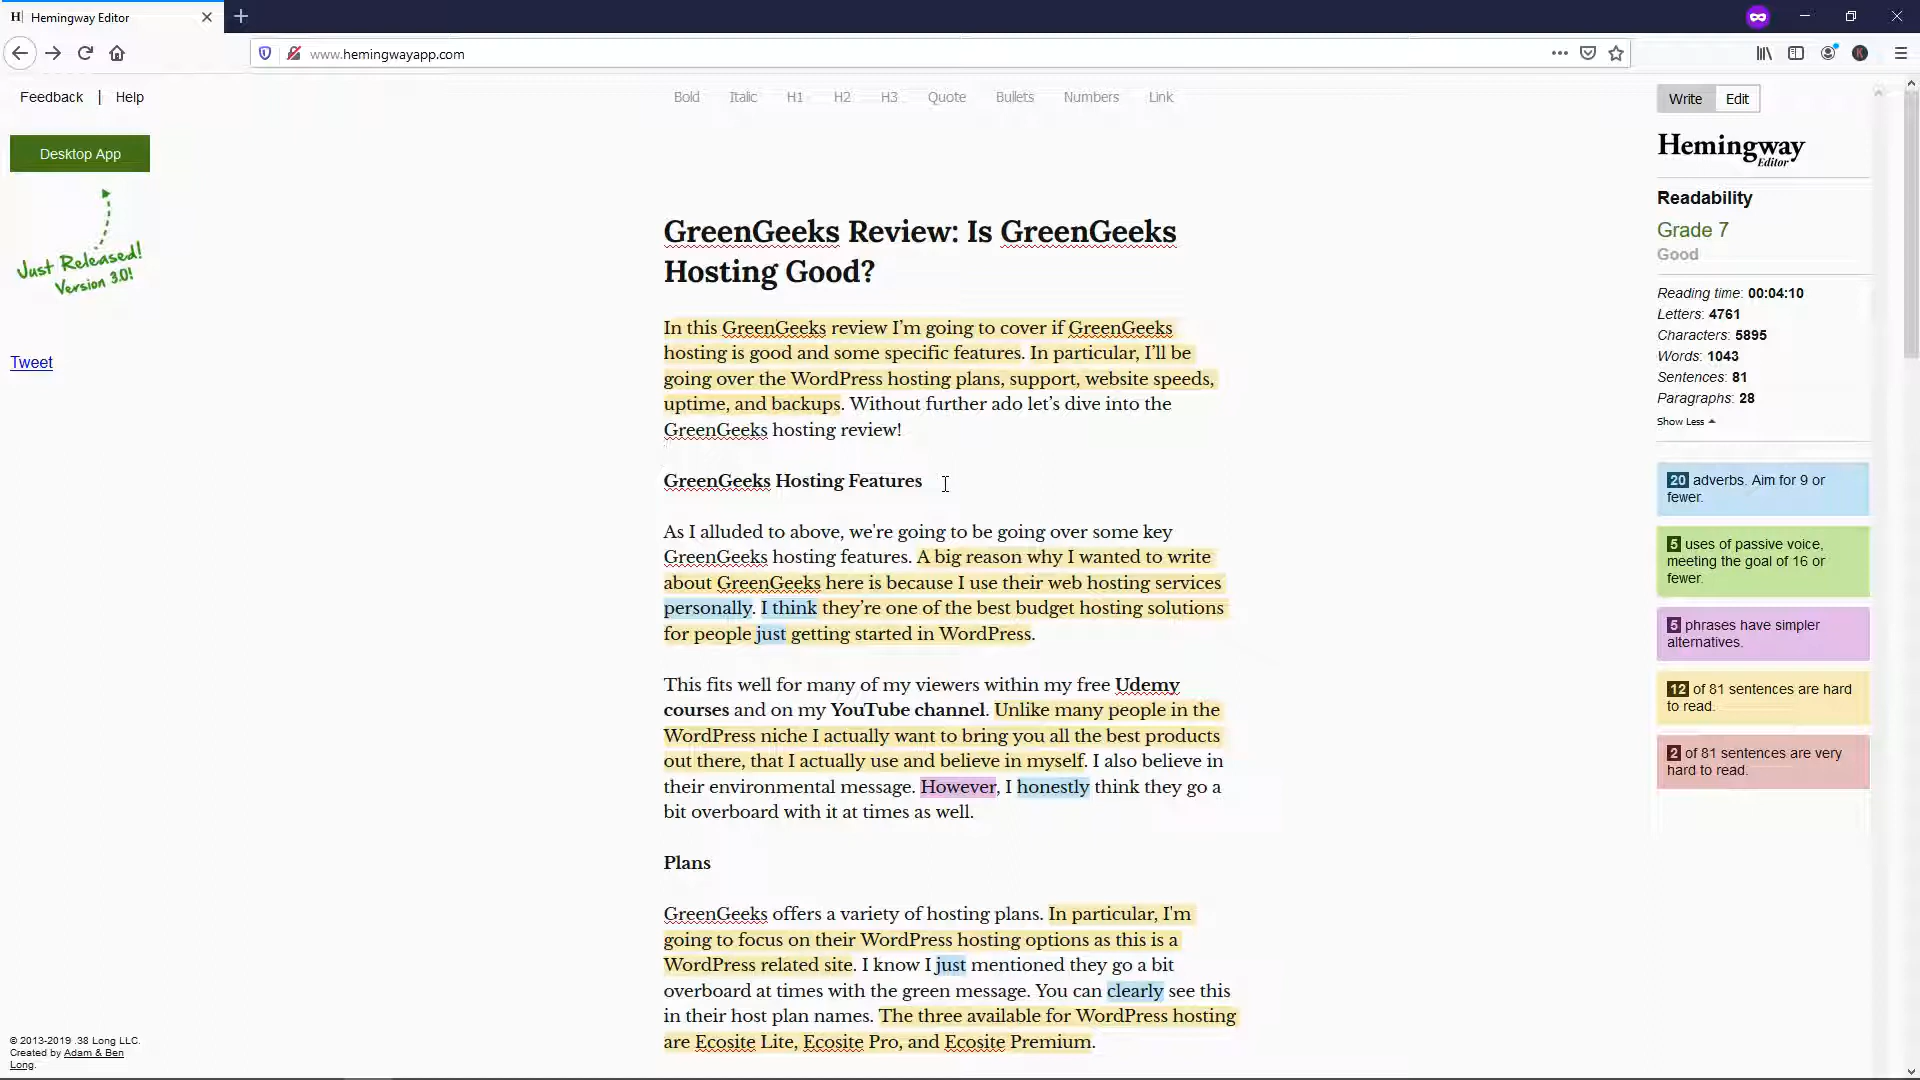 H Hemingway Editor
www.hemingwayapp.com
K
Feedback | Help
Bold Italic H1 H2 H3 Quote Bullets Numbers Link
Write Edit
Desktop App
Just Released!
Version 3.0!
Tweet
© 2013-2019 .38 Long LLC.
Created by Adam & Ben
Long.
GreenGeeks Review: Is GreenGeeks
Hosting Good?
In this GreenGeeks review I’m going to cover if GreenGeeks
hosting is good and some specific features. In particular, I’ll be
going over the WordPress hosting plans, support, website speeds,
uptime, and backups. Without further ado let’s dive into the
GreenGeeks hosting review!
GreenGeeks Hosting Features
As I alluded to above, we're going to be going over some key
GreenGeeks hosting features. A big reason why I wanted to write
about GreenGeeks here is because I use their web hosting services
personally. I think they’re one of the best budget hosting solutions
for people just getting started in WordPress.
This fits well for many of my viewers within my free Udemy
courses and on my YouTube channel. Unlike many people in the
WordPress niche I actually want to bring you all the best products
out there, that I actually use and believe in myself. I also believe in
their environmental message. However, I honestly think they go a
bit overboard with it at times as well.
Plans
GreenGeeks offers a variety of hosting plans. In particular, I'm
going to focus on their WordPress hosting options as this is a
WordPress related site. I know I just mentioned they go a bit
overboard at times with the green message. You can clearly see this
in their host plan names. The three available for WordPress hosting
are Ecosite Lite, Ecosite Pro, and Ecosite Premium.
Hemingway
Editor
Readability
Grade 7
Good
Reading time: 00:04:10
Letters: 4761
Characters: 5895
Words: 1043
Sentences: 81
Paragraphs: 28
Show Less
20 adverbs. Aim for 9 or
fewer.
5 uses of passive voice,
meeting the goal of 16 or
fewer.
5 phrases have simpler
alternatives.
12 of 81 sentences are hard
to read.
2 of 81 sentences are very
hard to read.